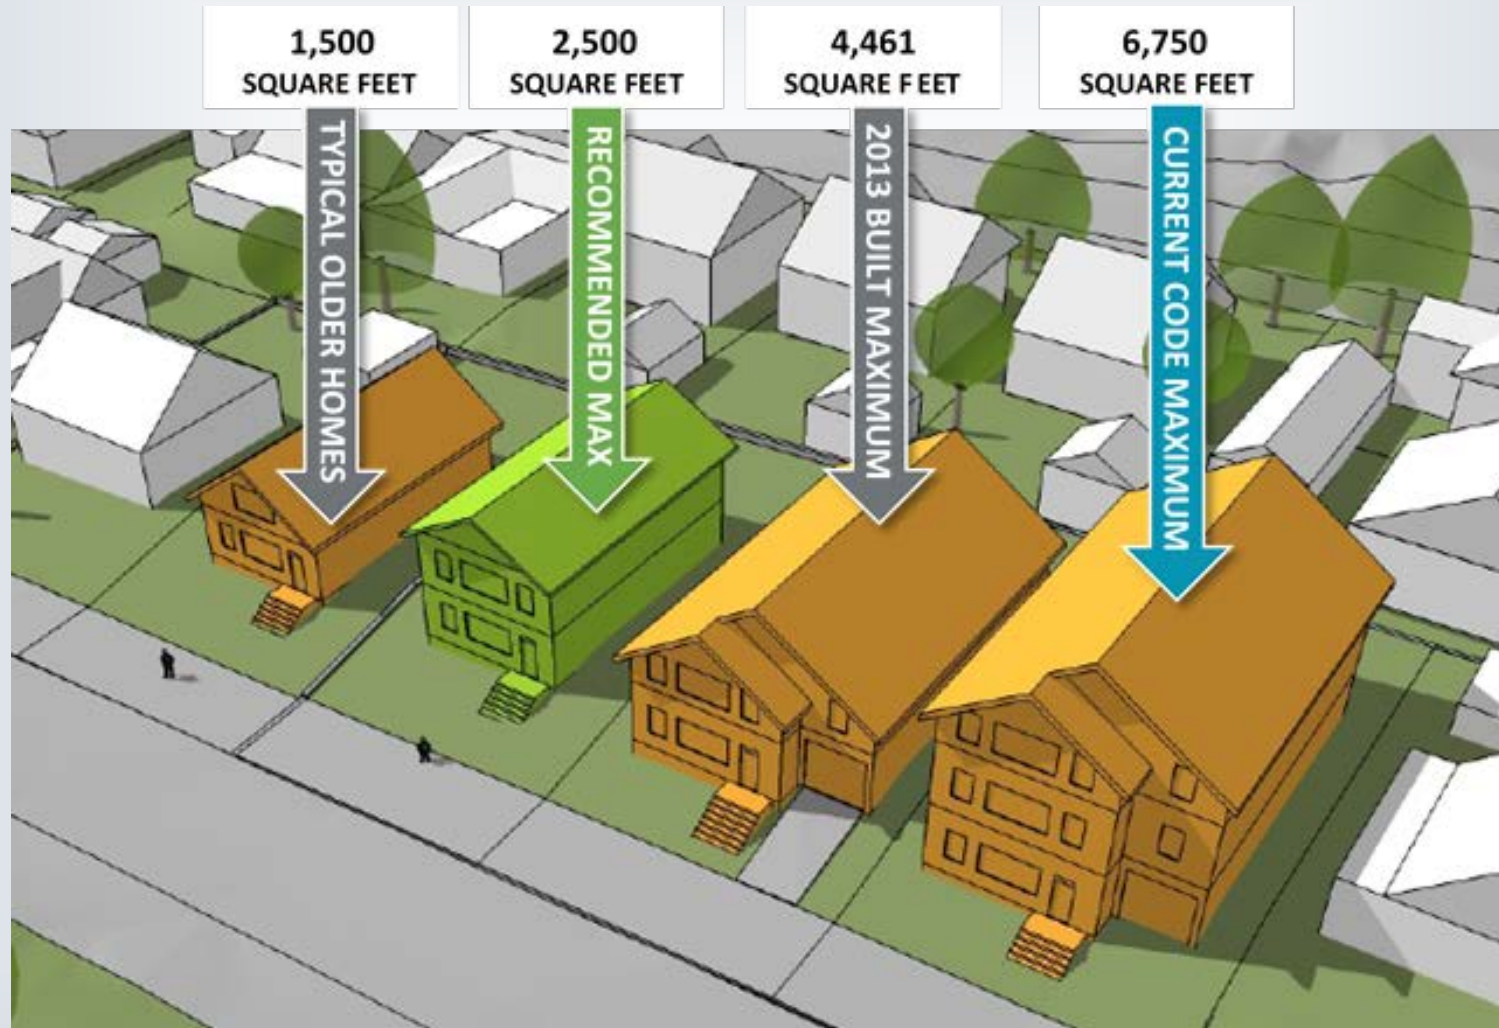 1,500
SQUARE FEET
TYPICAL OLDER HOMES
2,500
SQUARE FEET
RECOMMENDED MAX
4,461
SQUARE FEET
2013 BUILT MAXIMUM
6,750
SQUARE FEET
CURRENT CODE MAXIMUM